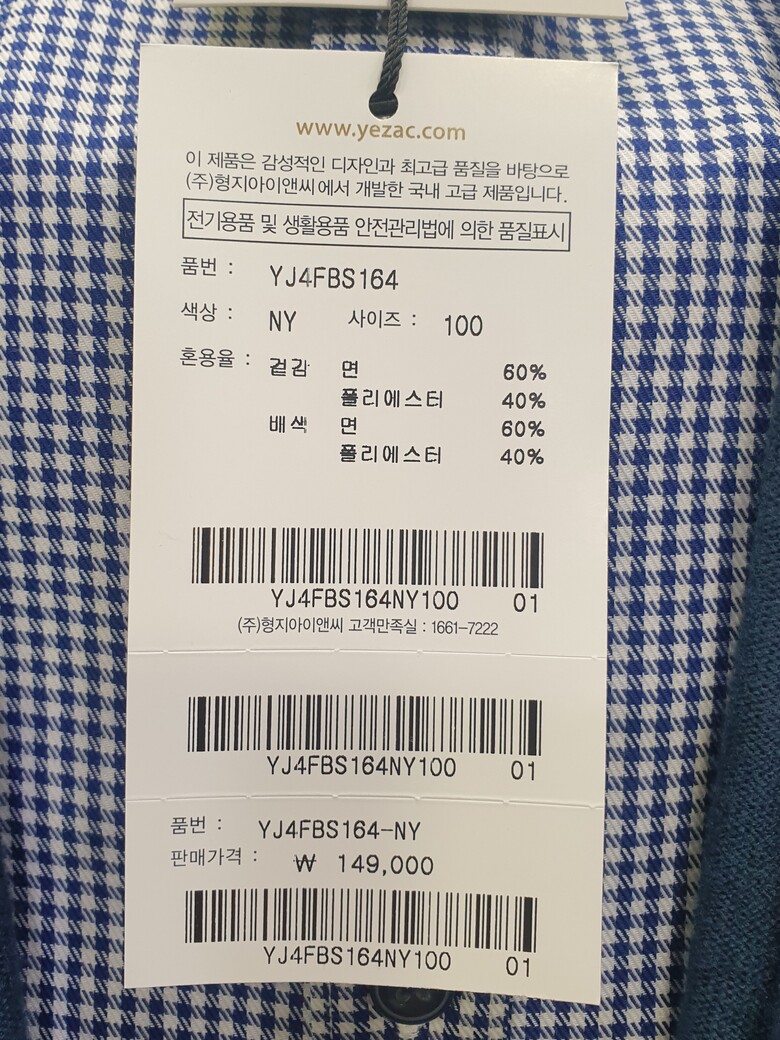 www.yezac.com
이 제품은 감성적인 디자인과 최고급 품질을 바탕으로
(주)형지아이앤씨에서 개발한 국내 고급 제품입니다.
전기용품 및 생활용품 안전관리법에 의한 품질표시
품번 : YJ4FBS164
색상 : NY 사이즈 : 100
혼용율 : 겉감 면 60%
폴리에스터 40%
배색 면 60%
폴리에스터 40%
YJ4FBS164NY100 01
(주)형지아이앤씨 고객만족실 : 1661-7222
YJ4FBS164NY100 01
품번 : YJ4FBS164-NY
판매가격 : ₩ 149,000
YJ4FBS164NY100 01